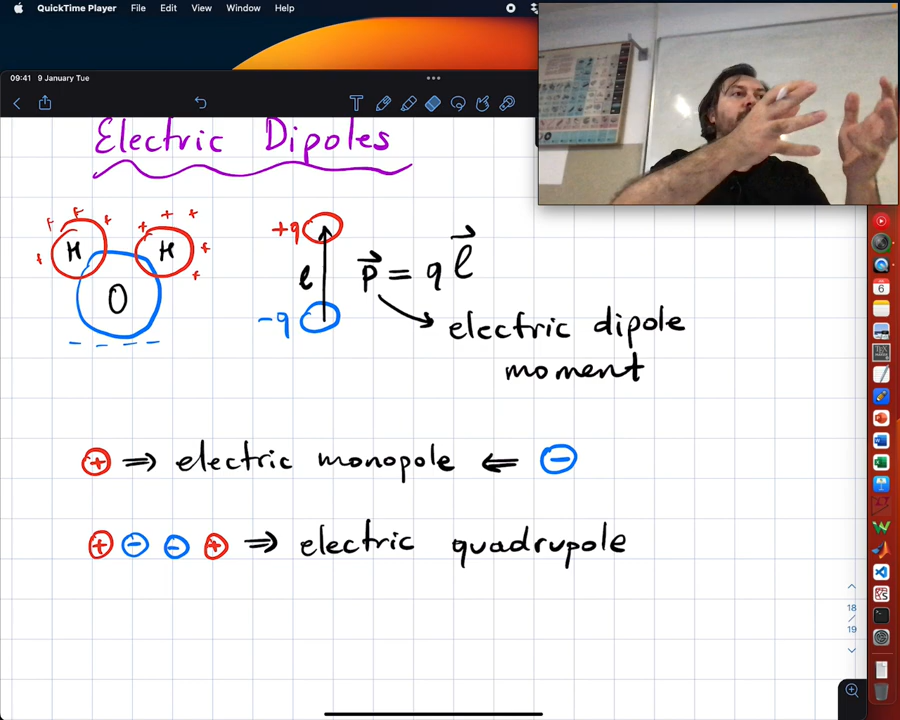 QuickTime Player File Edit View Window Help
09:41 9 January Tue
Electric Dipoles
+ + + + + + + + +
H H
O
- - - - -
+q
l
-q
p = q l
electric dipole
moment
+ ⇒ electric monopole ⇐ -
+ - - + ⇒ electric quadrupole
18
/
19